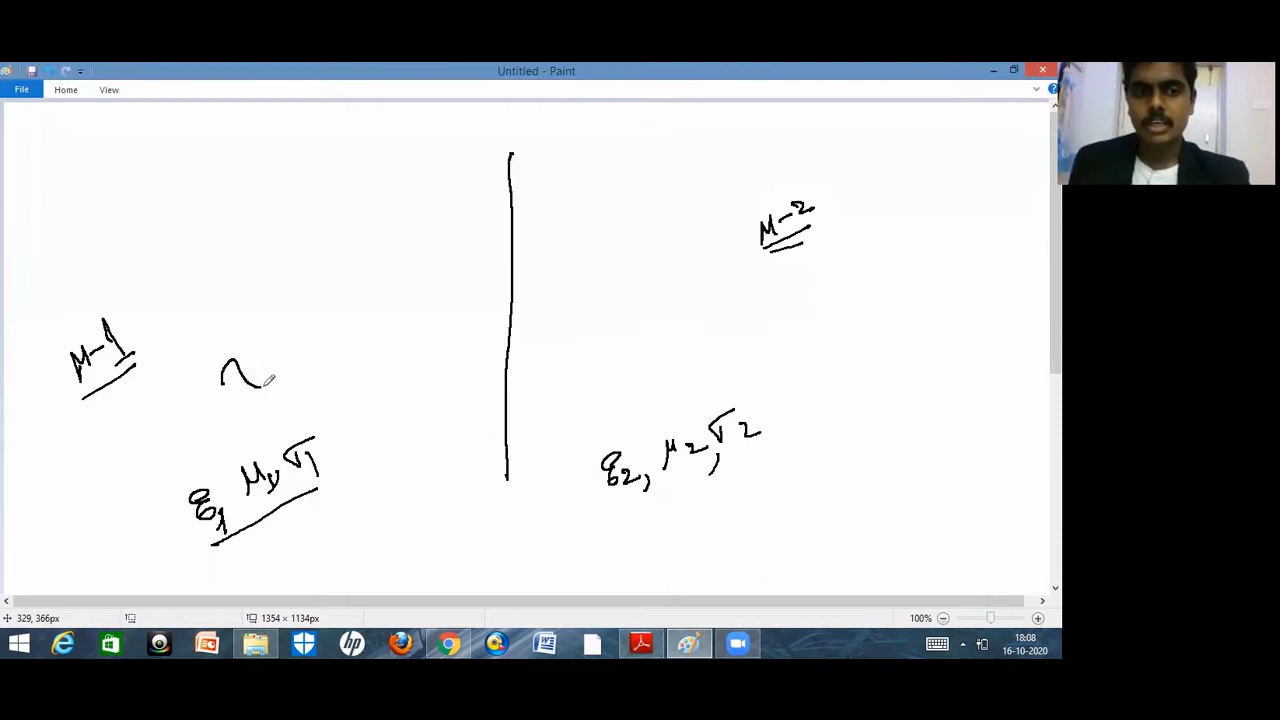 Untitled - Paint
File Home View
M-2
M-1
ε1 μ1, σ1
ε2, μ2, σ2
329, 366px
1354 × 1134px
100%
18:08
16-10-2020